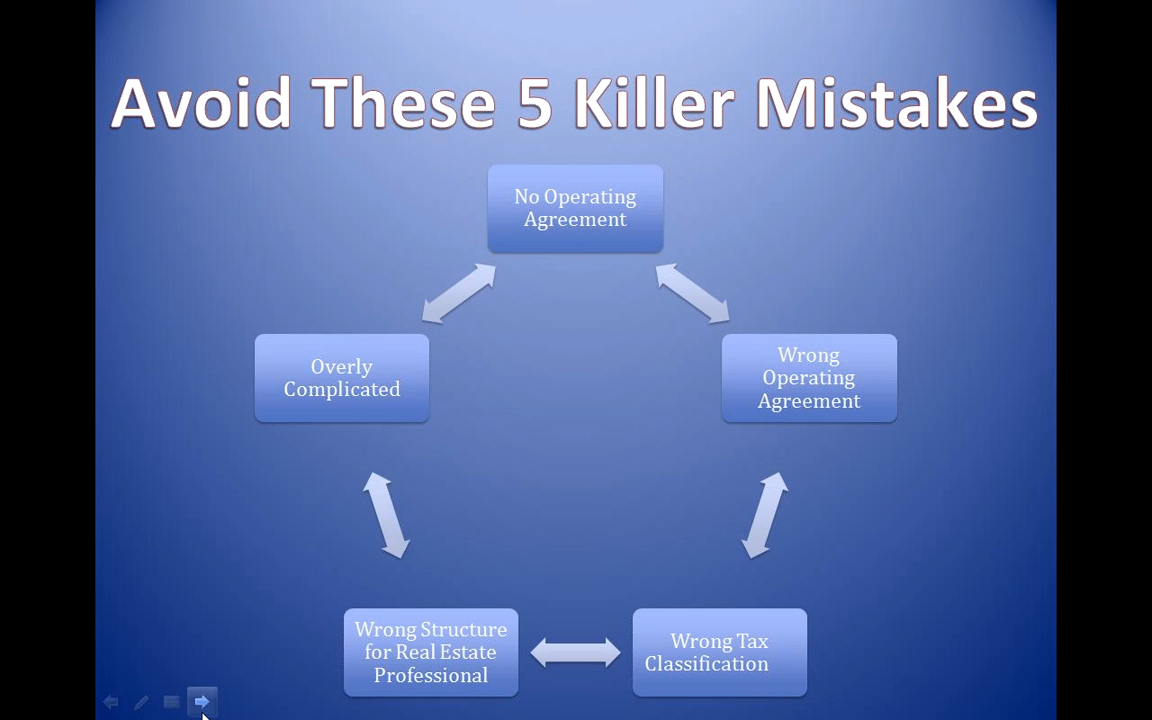 Avoid These 5 Killer Mistakes
No Operating
Agreement
Overly
Complicated
Wrong
Operating
Agreement
Wrong Structure
for Real Estate
Professional
Wrong Tax
Classification